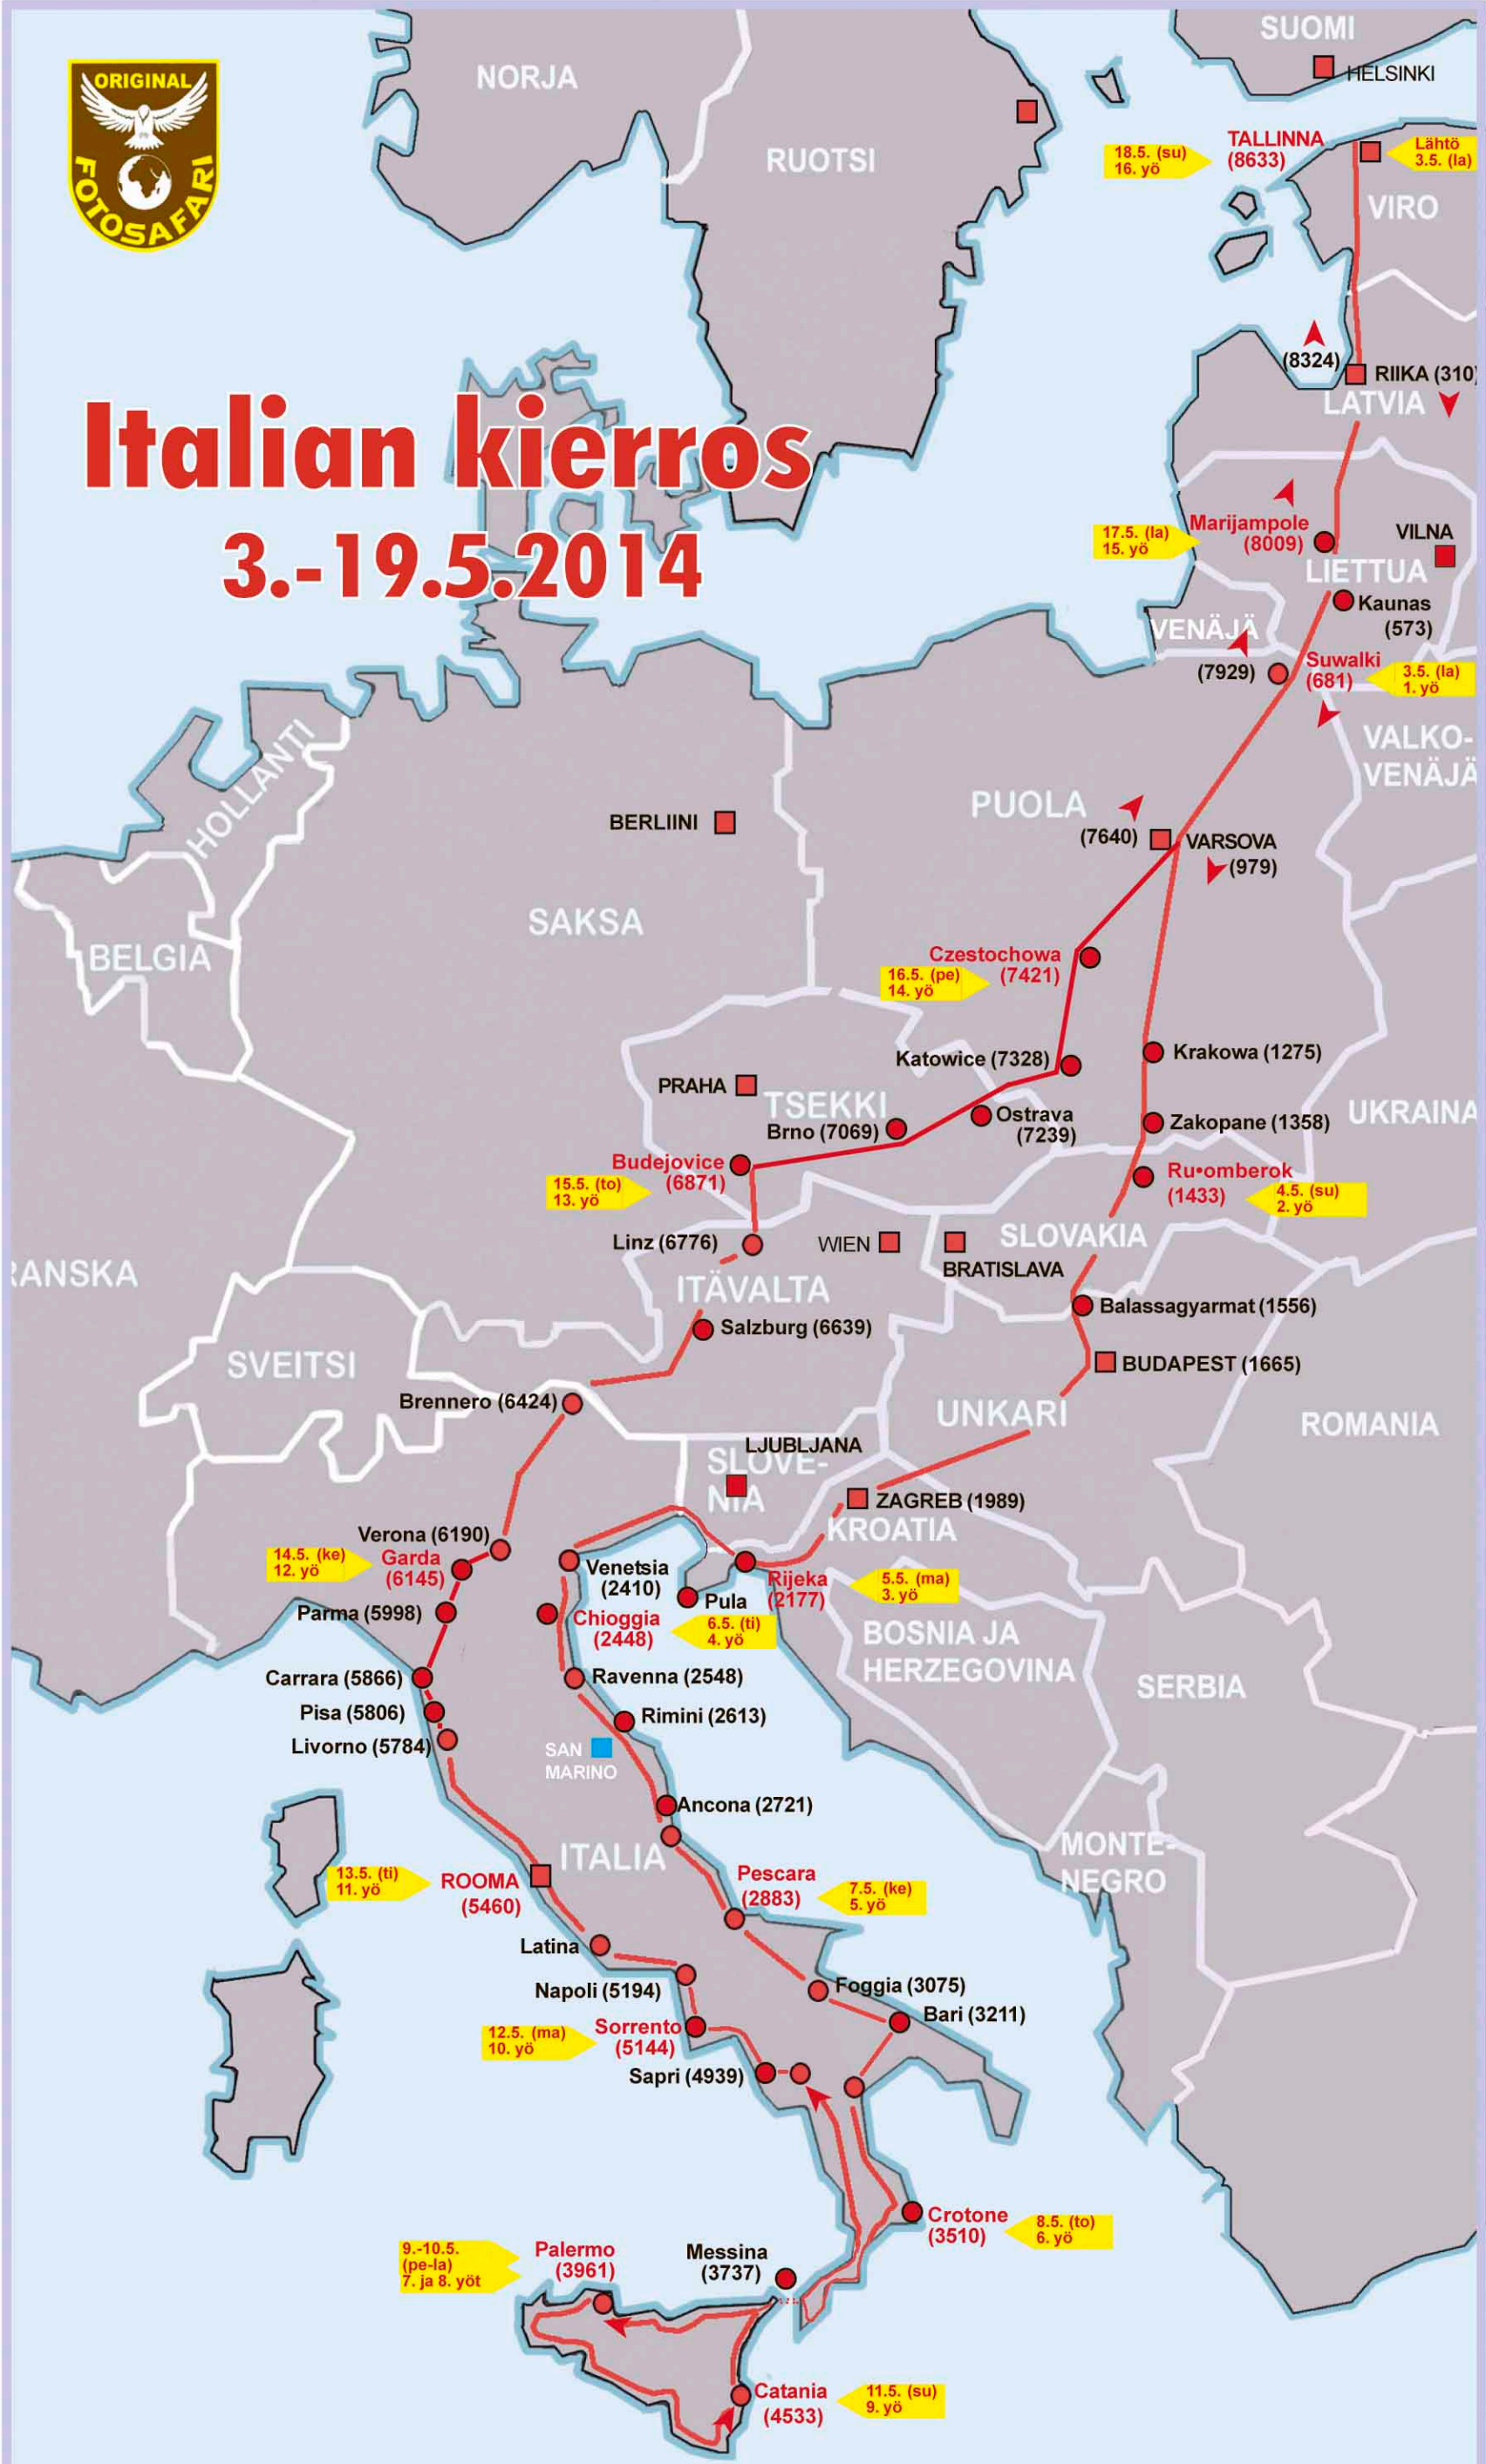 ORIGINAL
FOTOSAFARI
Italian kierros
3.-19.5.2014
SUOMI
HELSINKI
NORJA
RUOTSI
18.5. (su)
16. yö
TALLINNA
(8633)
Lähtö
3.5. (la)
VIRO
(8324)
RIIKA (310)
LATVIA
17.5. (la)
15. yö
Marijampole
(8009)
VILNA
LIETTUA
Kaunas
(573)
VENÄJÄ
(7929)
Suwalki
(681)
3.5. (la)
1. yö
VALKO-
VENÄJÄ
HOLLANTI
BERLIINI
PUOLA
(7640)
VARSOVA
(979)
SAKSA
BELGIA
Czestochowa
(7421)
16.5. (pe)
14. yö
Katowice (7328)
Krakowa (1275)
PRAHA
TSEKKI
Brno (7069)
Ostrava
(7239)
Zakopane (1358)
UKRAINA
Budejovice
(6871)
15.5. (to)
13. yö
Ru•omberok
(1433)
4.5. (su)
2. yö
Linz (6776)
WIEN
BRATISLAVA
SLOVAKIA
RANSKA
ITÄVALTA
Balassagyarmat (1556)
Salzburg (6639)
SVEITSI
BUDAPEST (1665)
Brennero (6424)
UNKARI
ROMANIA
LJUBLJANA
SLOVE-
NIA
ZAGREB (1989)
KROATIA
Verona (6190)
14.5. (ke)
12. yö
Garda
(6145)
Venetsia
(2410)
Pula
Rijeka
(2177)
5.5. (ma)
3. yö
Parma (5998)
Chioggia
(2448)
6.5. (ti)
4. yö
BOSNIA JA
HERZEGOVINA
Carrara (5866)
Ravenna (2548)
SERBIA
Pisa (5806)
Rimini (2613)
Livorno (5784)
SAN
MARINO
Ancona (2721)
ITALIA
MONTE-
NEGRO
13.5. (ti)
11. yö
ROOMA
(5460)
Pescara
(2883)
7.5. (ke)
5. yö
Latina
Napoli (5194)
Foggia (3075)
Bari (3211)
12.5. (ma)
10. yö
Sorrento
(5144)
Sapri (4939)
Crotone
(3510)
8.5. (to)
6. yö
9.-10.5.
(pe-la)
7. ja 8. yöt
Palermo
(3961)
Messina
(3737)
Catania
(4533)
11.5. (su)
9. yö